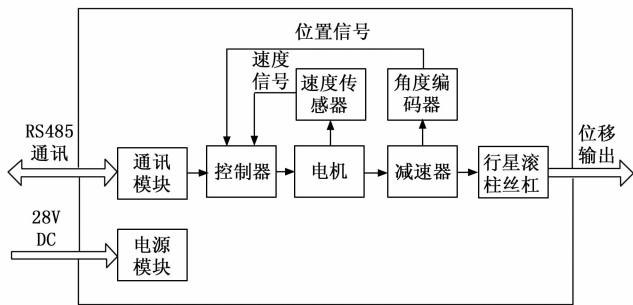 位置信号
速度
信号
速度传
感器
角度编
码器
RS485
通讯
通讯
模块
控制器
电机
减速器
行星滚
柱丝杠
位移
输出
28V
DC
电源
模块